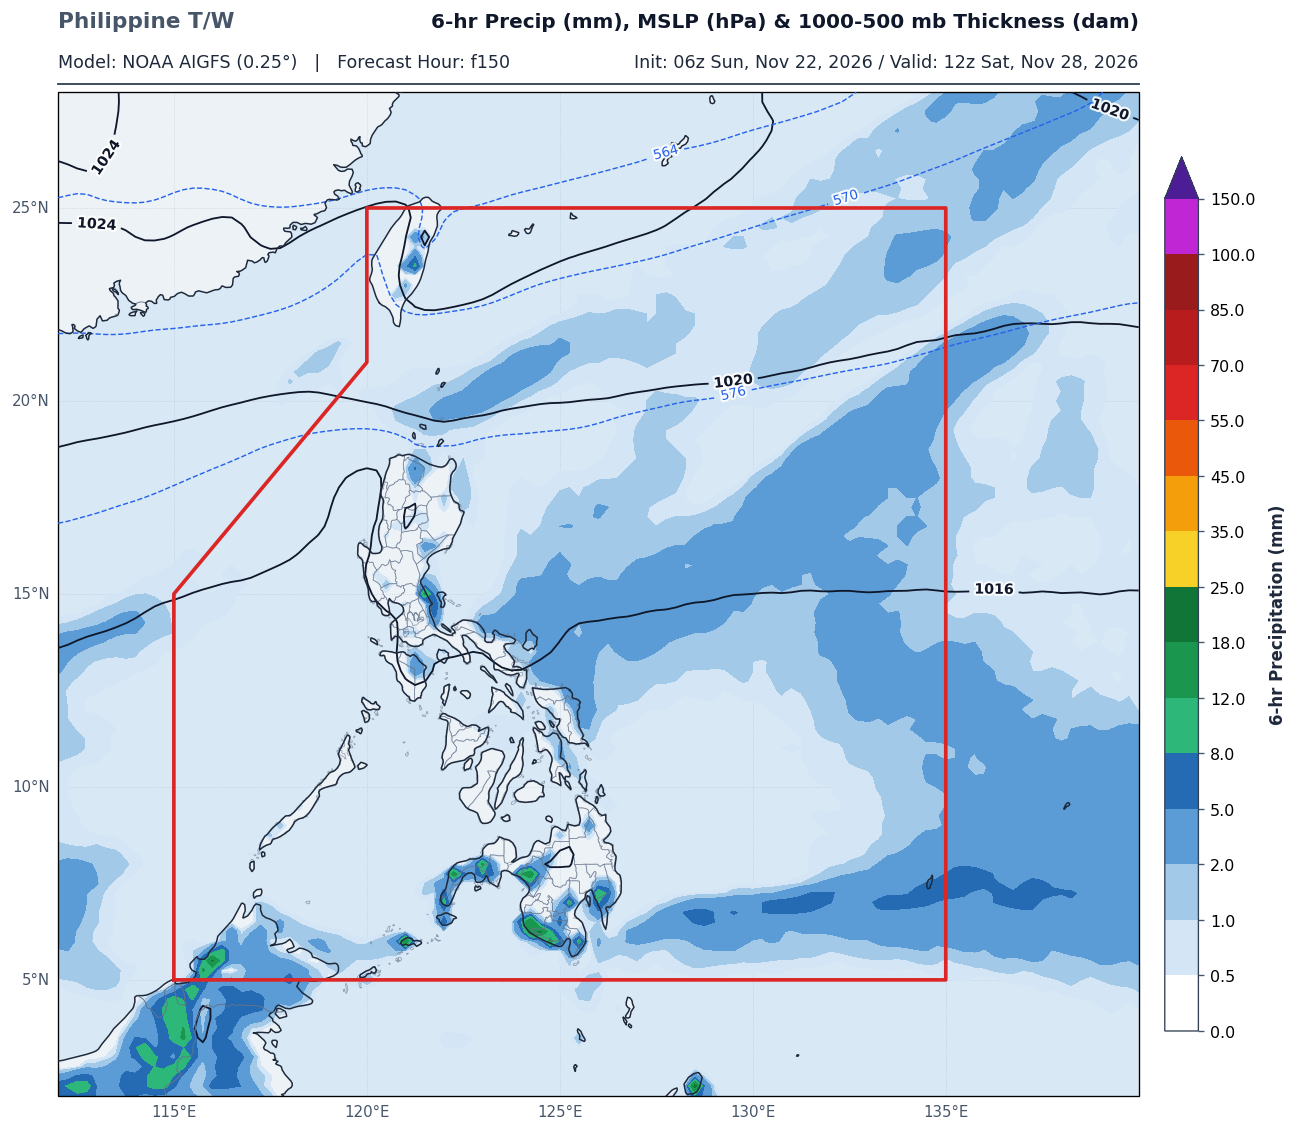 Philippine T/W
6-hr Precip (mm), MSLP (hPa) & 1000-500 mb Thickness (dam)
Model: NOAA AIGFS (0.25°) | Forecast Hour: f150
Init: 06z Sun, Nov 22, 2026 / Valid: 12z Sat, Nov 28, 2026
1020
1024
564
570
1024
1020
576
1016
25°N
20°N
15°N
10°N
5°N
115°E
120°E
125°E
130°E
135°E
150.0
100.0
85.0
70.0
55.0
45.0
35.0
25.0
18.0
12.0
8.0
5.0
2.0
1.0
0.5
0.0
6-hr Precipitation (mm)